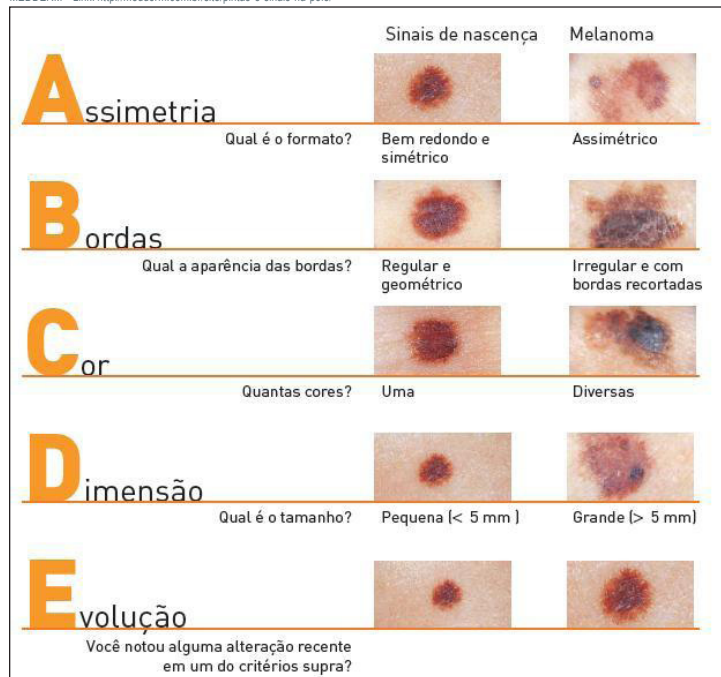 Sinais de nascença Melanoma
Assimetria
Qual é o formato? Bem redondo e simétrico Assimétrico
Bordas
Qual a aparência das bordas? Regular e geométrico Irregular e com bordas recortadas
Cor
Quantas cores? Uma Diversas
Dimensão
Qual é o tamanho? Pequena (< 5 mm ) Grande (> 5 mm)
Evolução
Você notou alguma alteração recente
em um do critérios supra?